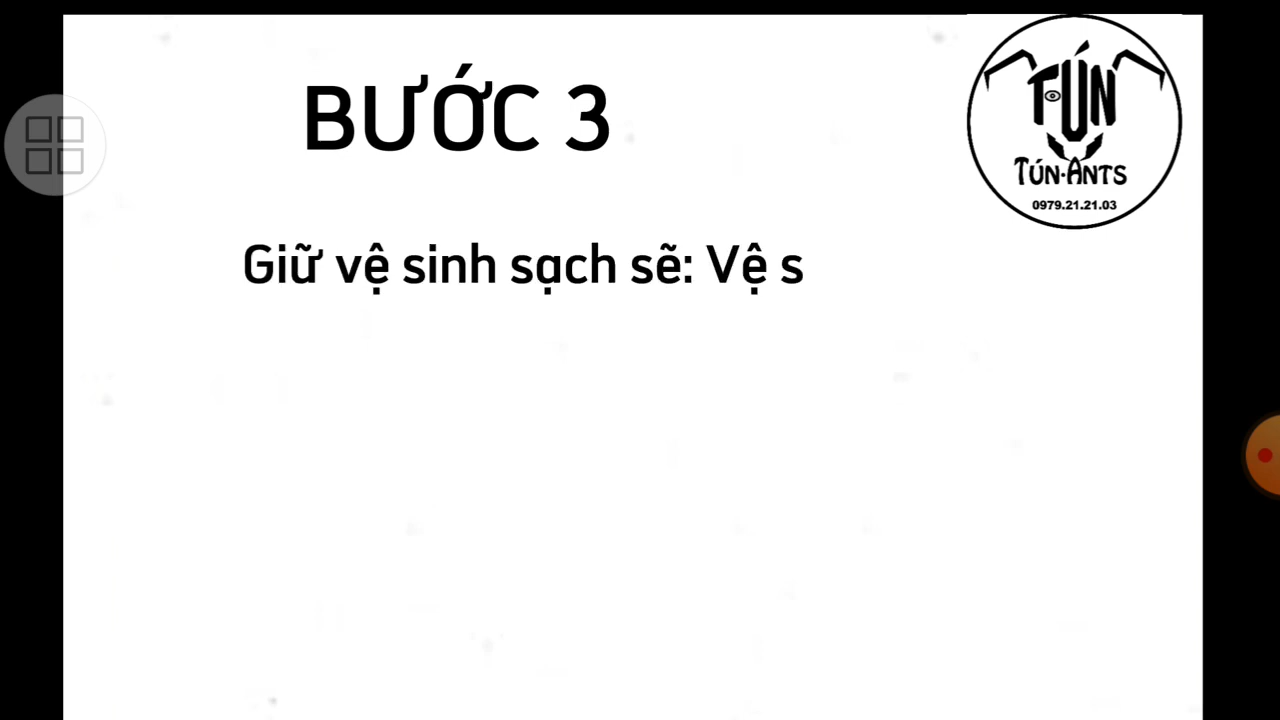 BƯỚC 3
TÚN
TÚN·ANTS
0979.21.21.03
Giữ vệ sinh sạch sẽ: Vệ s